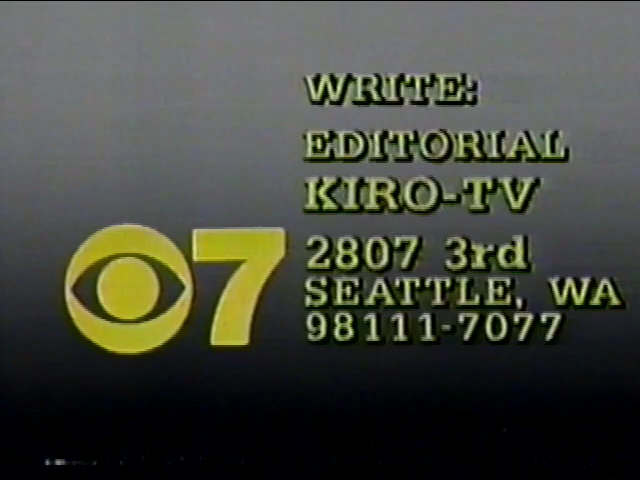 WRITE:
EDITORIAL
KIRO-TV
7
2807 3rd
SEATTLE, WA
98111-7077